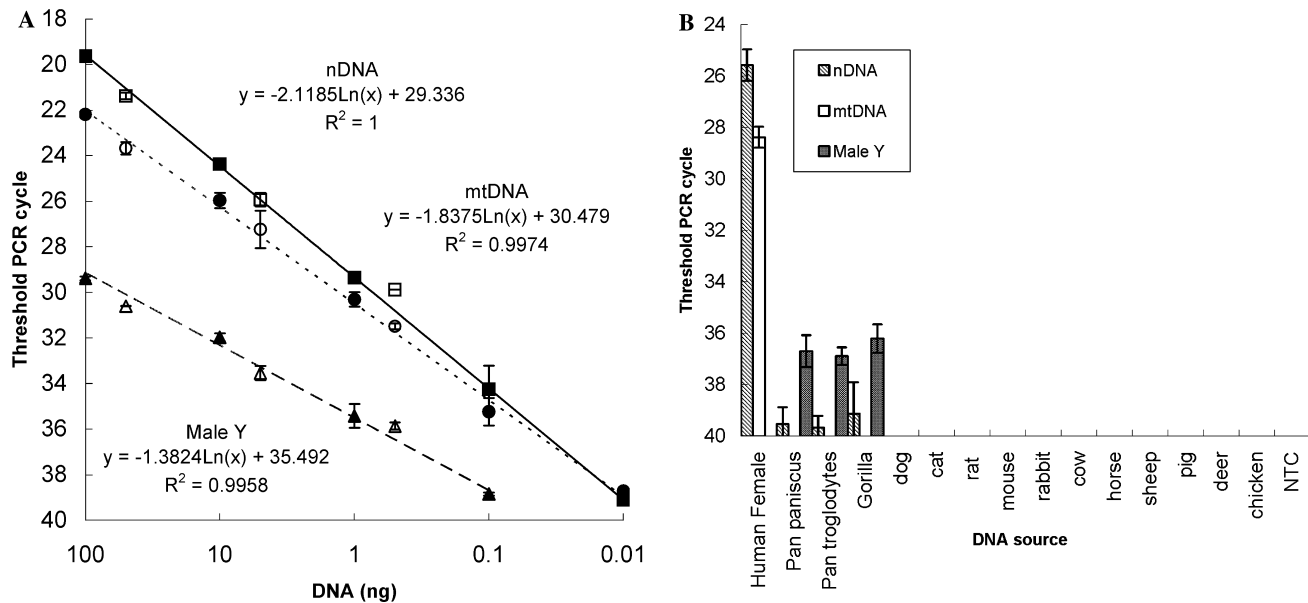 A
18
20
22
24
26
28
30
32
34
36
38
40
Threshold PCR cycle
nDNA
y = -2.1185Ln(x) + 29.336
R² = 1
mtDNA
y = -1.8375Ln(x) + 30.479
R² = 0.9974
Male Y
y = -1.3824Ln(x) + 35.492
R² = 0.9958
100 10 1 0.1 0.01
DNA (ng)
B
24
26
28
30
32
34
36
38
40
Threshold PCR cycle
nDNA
mtDNA
Male Y
Human Female
Pan paniscus
Pan troglodytes
Gorilla
dog
cat
rat
mouse
rabbit
cow
horse
sheep
pig
deer
chicken
NTC
DNA source